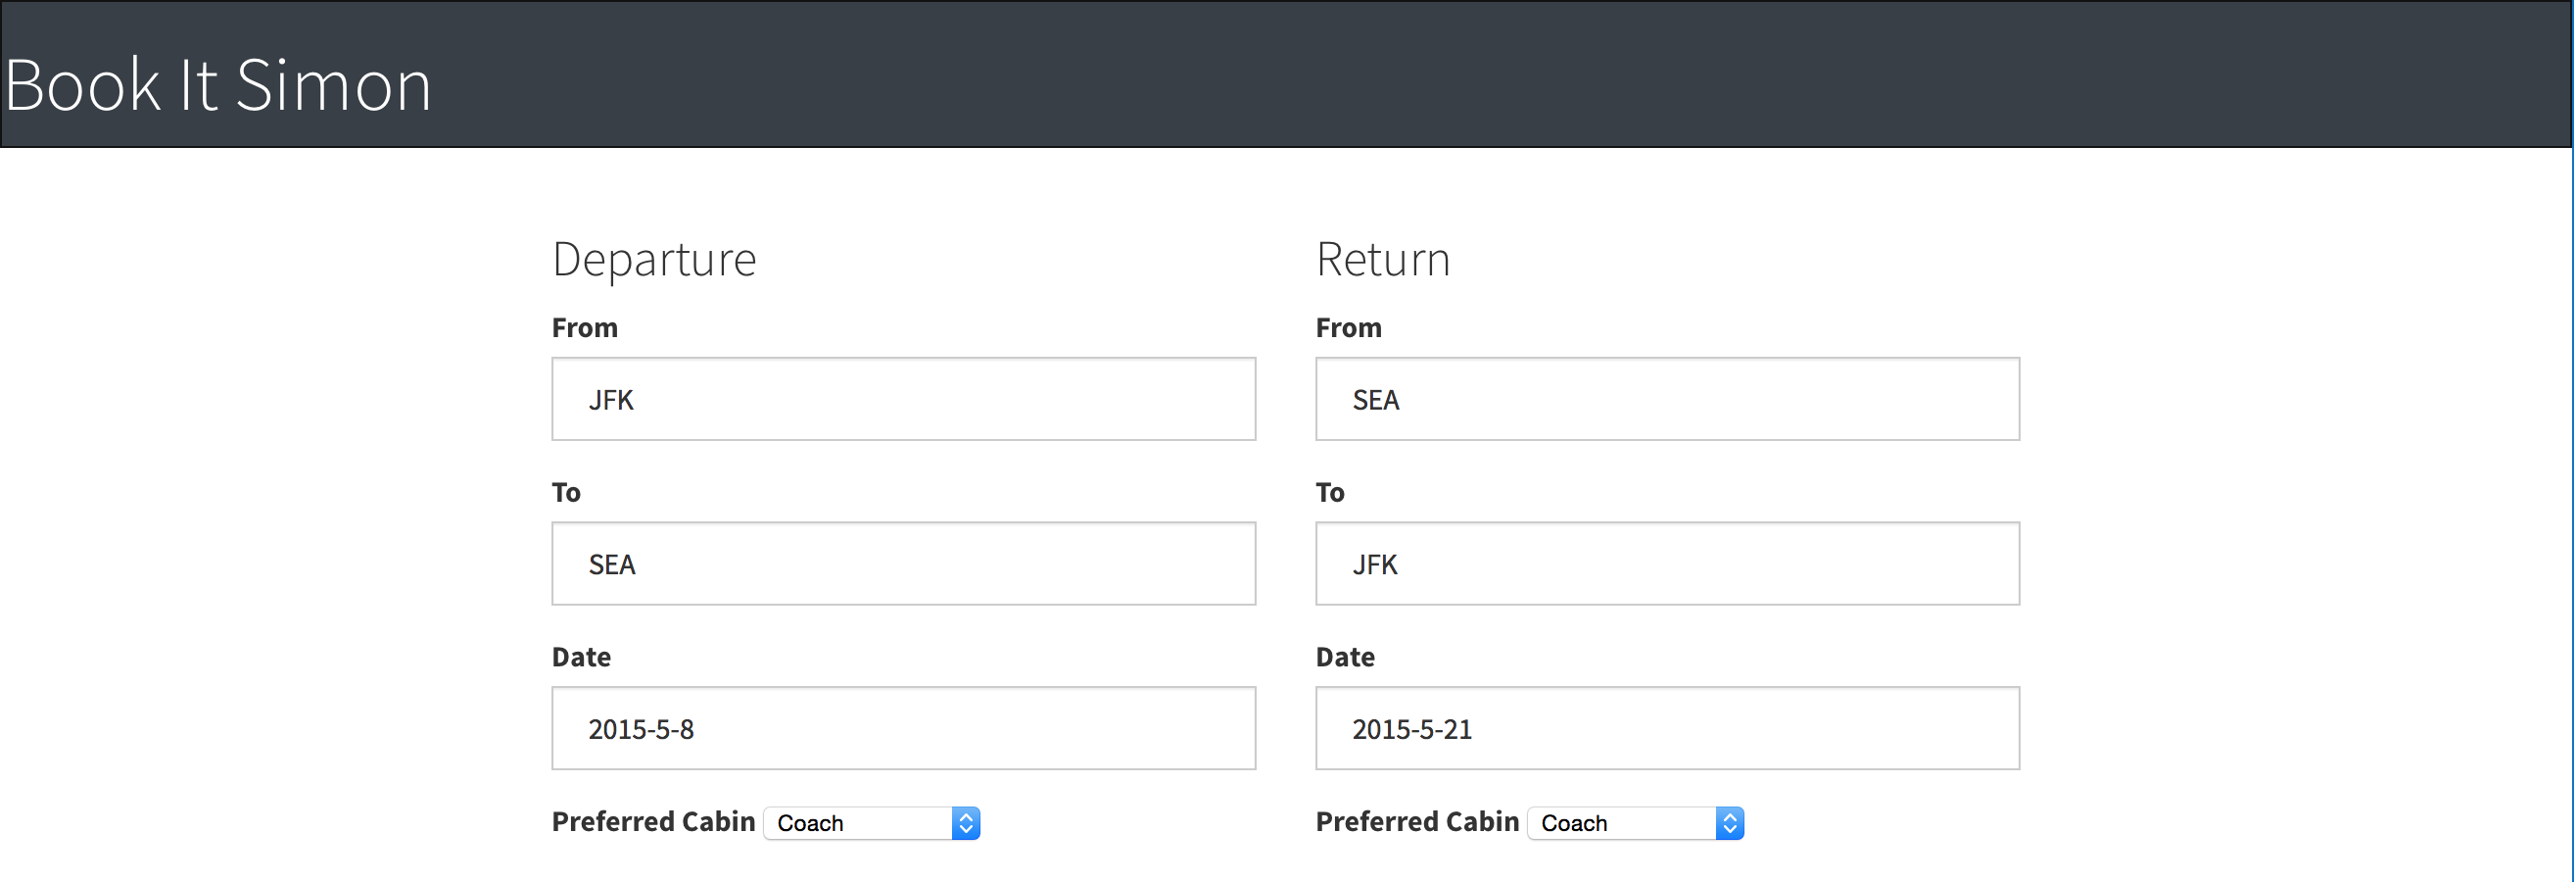 Book It Simon
Departure
From
JFK
To
SEA
Date
2015-5-8
Preferred Cabin Coach
Return
From
SEA
To
JFK
Date
2015-5-21
Preferred Cabin Coach